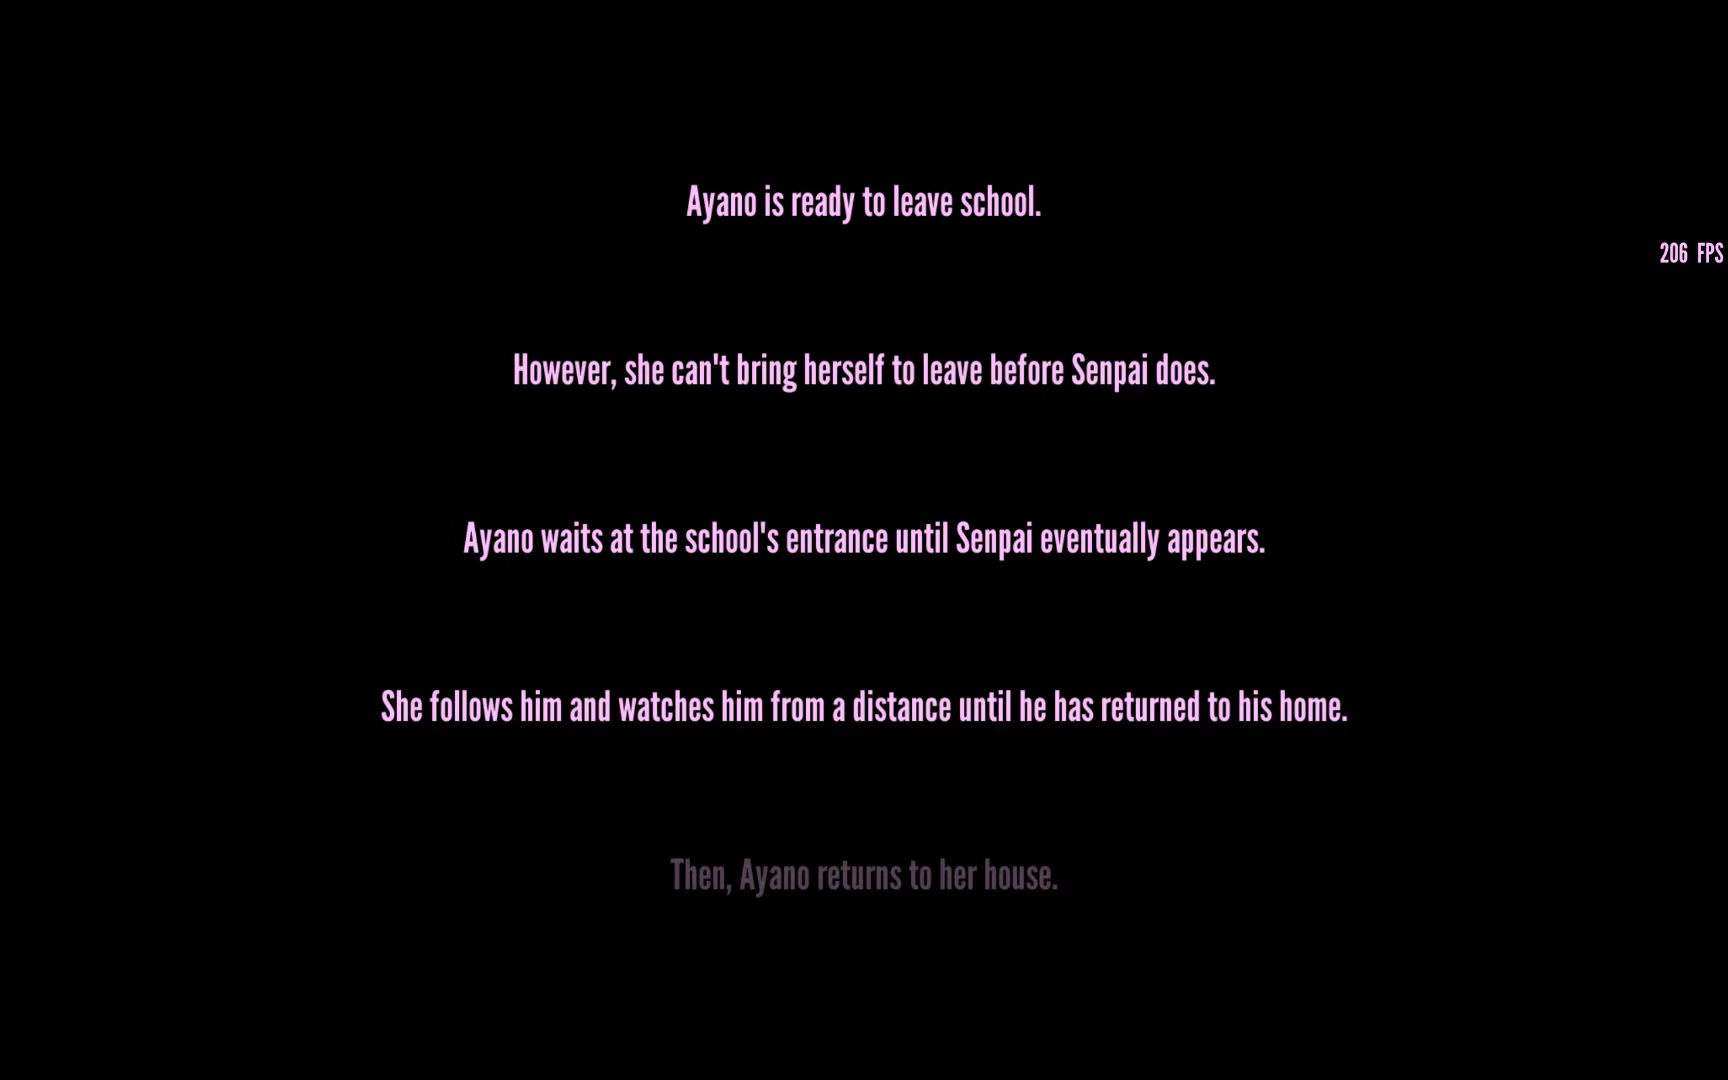 Ayano is ready to leave school.
206 FPS
However, she can't bring herself to leave before Senpai does.
Ayano waits at the school's entrance until Senpai eventually appears.
She follows him and watches him from a distance until he has returned to his home.
Then, Ayano returns to her house.